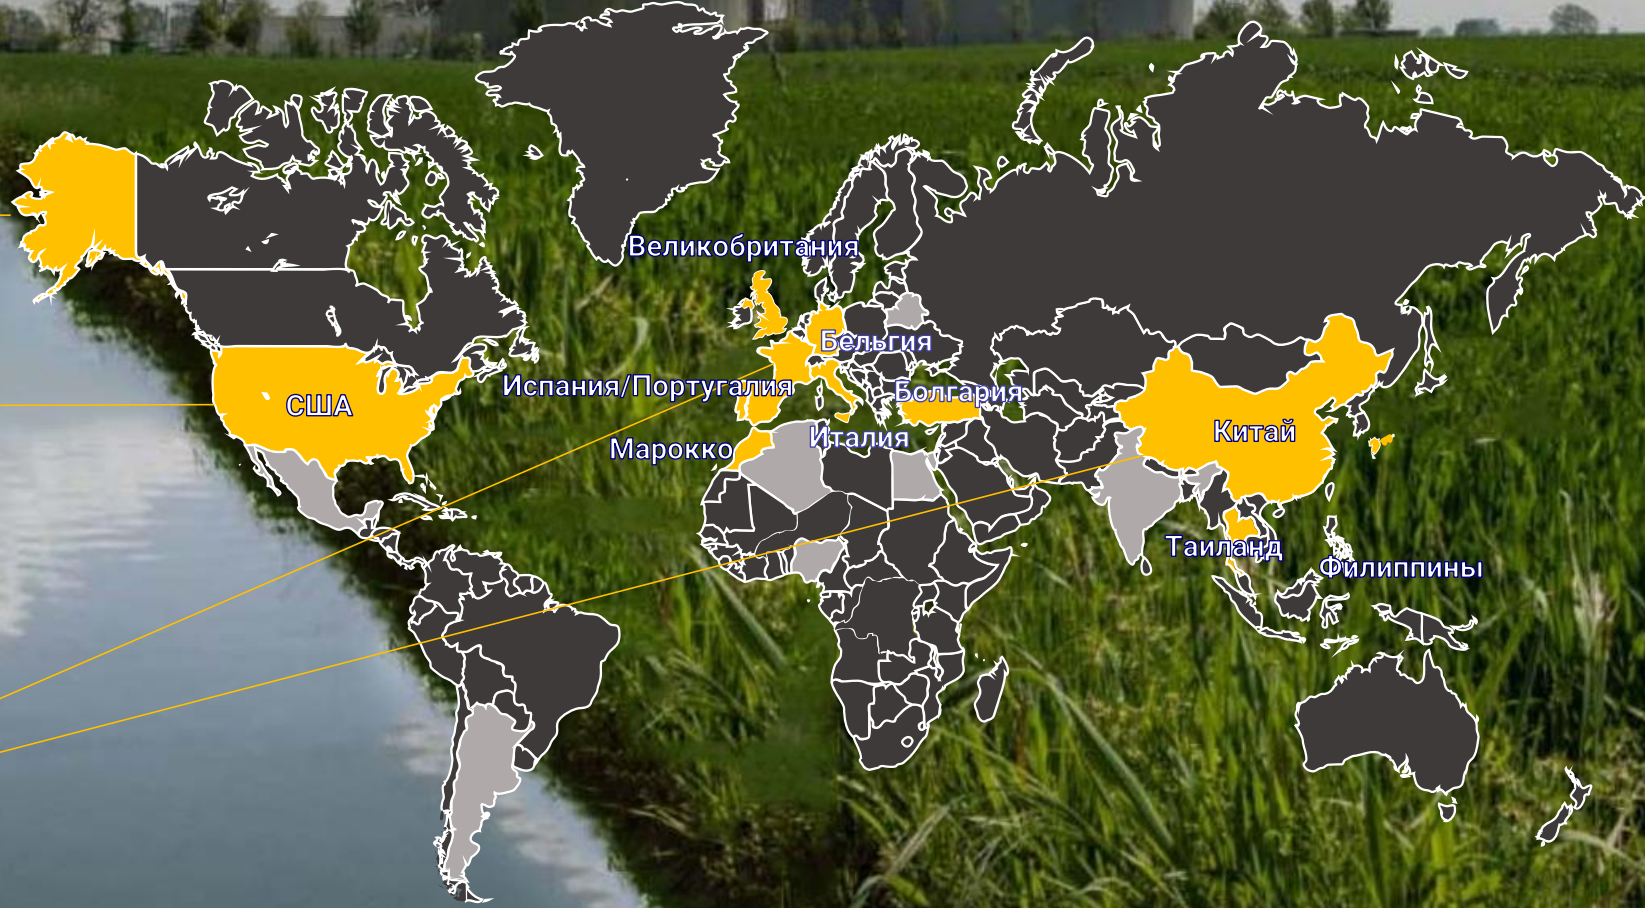 Великобритания
Бельгия
Испания/Португалия
Болгария
США
Италия
Марокко
Китай
Таиланд
Филиппины